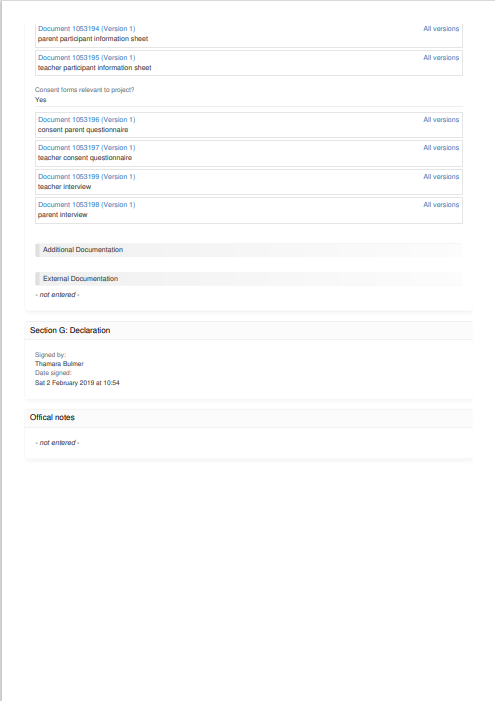 Document 1053194 (Version 1) All versions
parent participant information sheet
Document 1053195 (Version 1) All versions
teacher participant information sheet
Consent forms relevant to project?
Yes
Document 1053196 (Version 1) All versions
consent parent questionnaire
Document 1053197 (Version 1) All versions
teacher consent questionnaire
Document 1053199 (Version 1) All versions
teacher interview
Document 1053198 (Version 1) All versions
parent interview
Additional Documentation
External Documentation
- not entered -
Section G: Declaration
Signed by:
Thamara Bulmer
Date signed:
Sat 2 February 2019 at 10:54
Offical notes
- not entered -